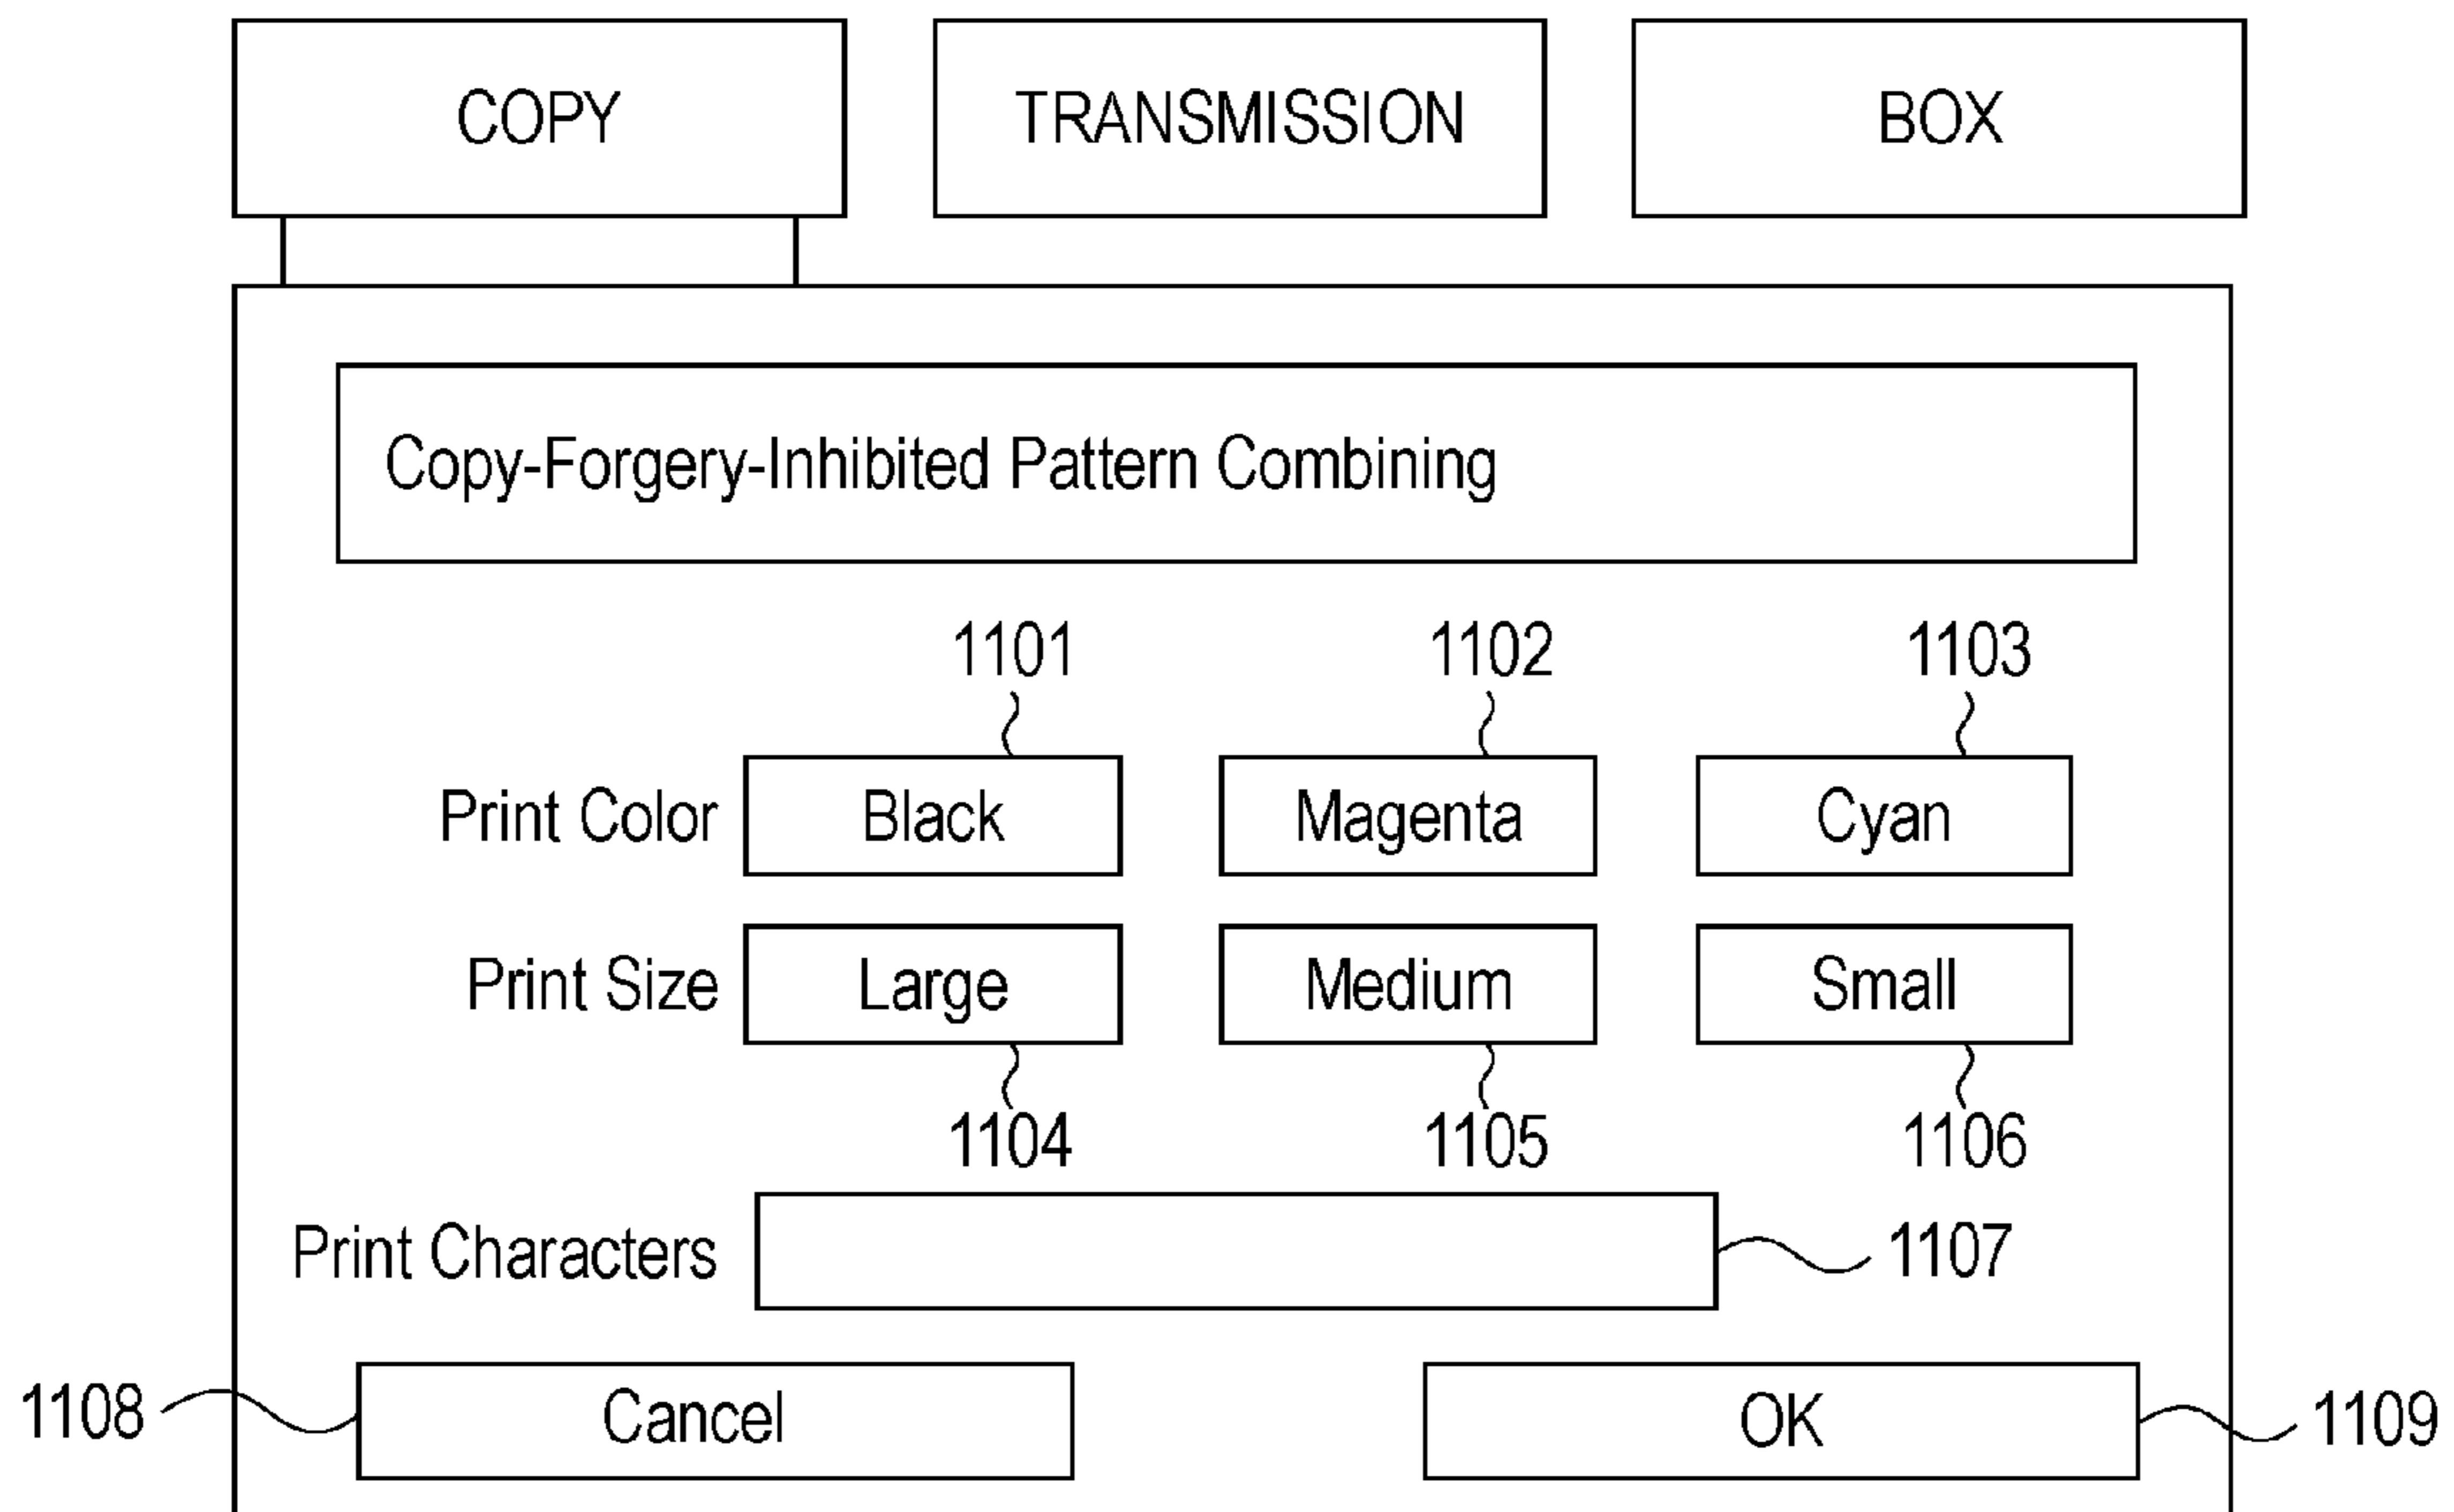 COPY TRANSMISSION BOX
Copy-Forgery-Inhibited Pattern Combining
1101 1102 1103
Print Color Black Magenta Cyan
Print Size Large Medium Small
1104 1105 1106
Print Characters 1107
1108 Cancel OK 1109